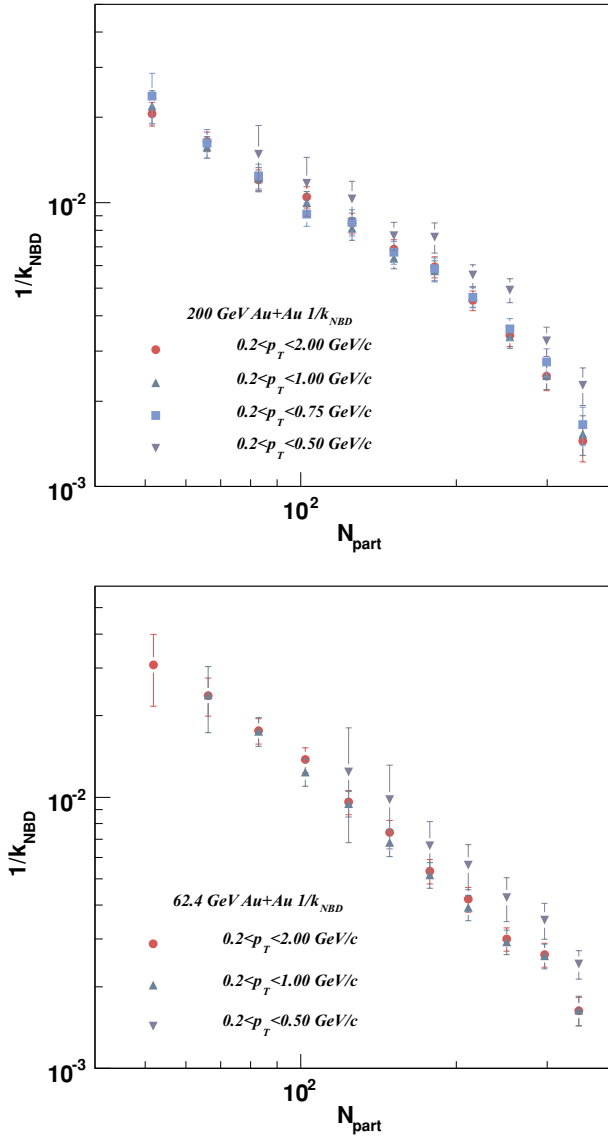 1/k_NBD
10^-2
10^-3
200 GeV Au+Au 1/k_NBD
0.2<p_T<2.00 GeV/c
0.2<p_T<1.00 GeV/c
0.2<p_T<0.75 GeV/c
0.2<p_T<0.50 GeV/c
10^2
N_part
1/k_NBD
10^-2
10^-3
62.4 GeV Au+Au 1/k_NBD
0.2<p_T<2.00 GeV/c
0.2<p_T<1.00 GeV/c
0.2<p_T<0.50 GeV/c
10^2
N_part